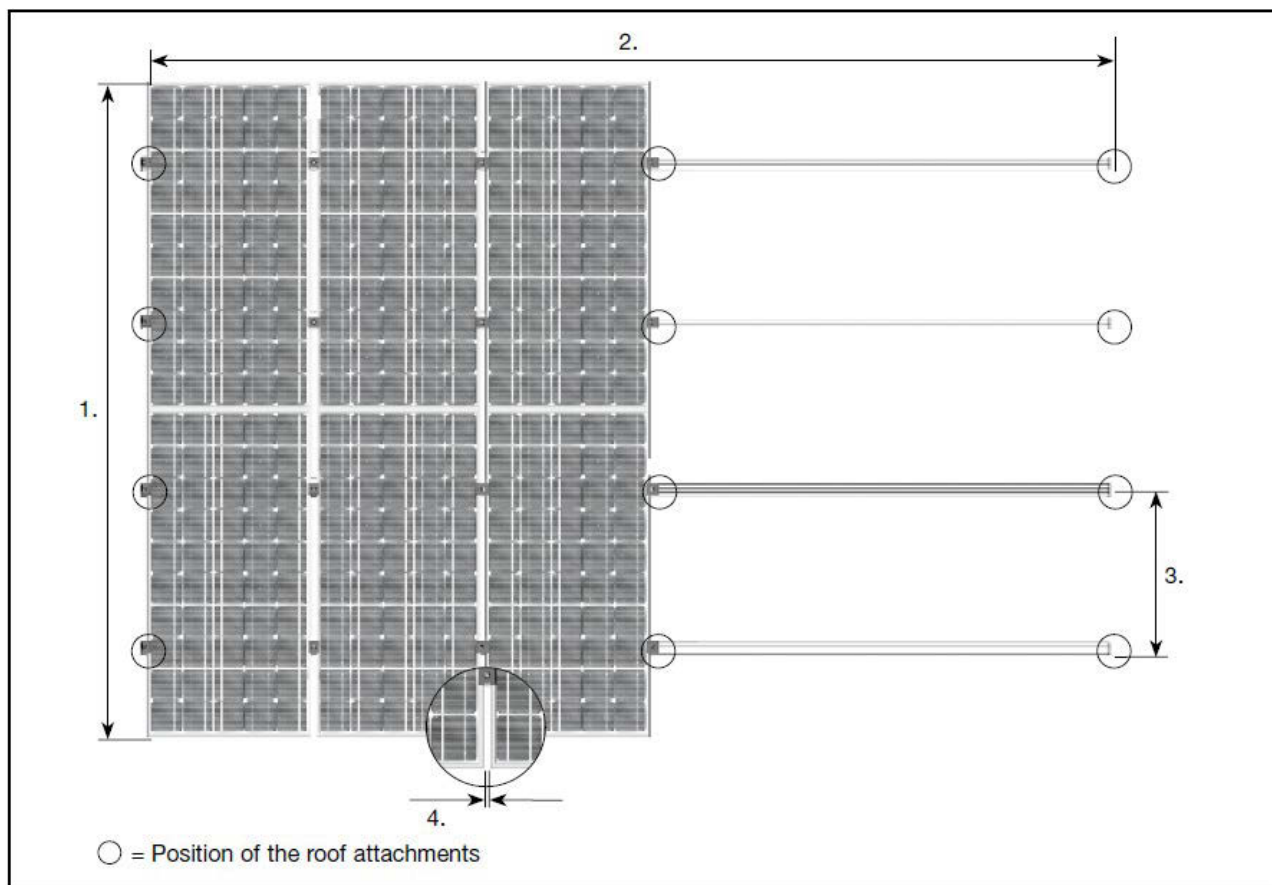 2.
1.
3.
4.
= Position of the roof attachments